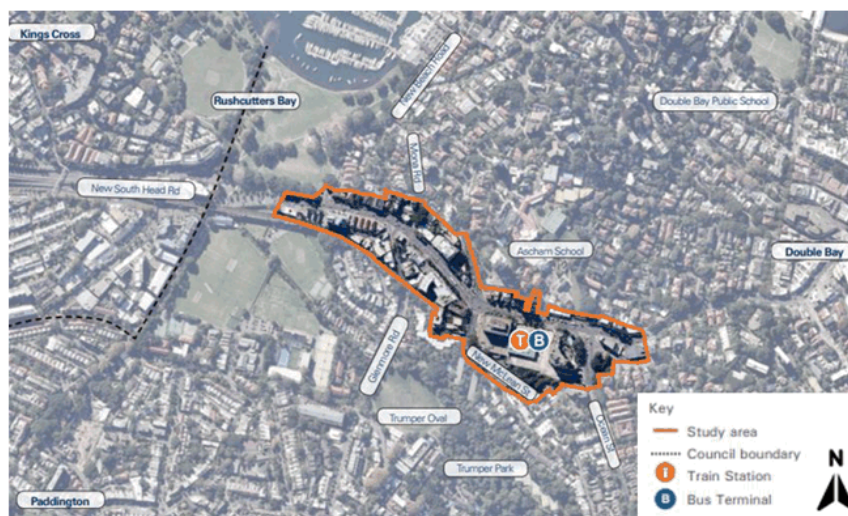 Kings Cross
New Beach Road
Rushcutters Bay
Double Bay Public School
Mona Rd
New South Head Rd
Ascham School
Double Bay
T
B
Glenmore Rd
New McLean St
Trumper Oval
Ocean St
Trumper Park
Paddington
Key
Study area
Council boundary
T Train Station
B Bus Terminal
N